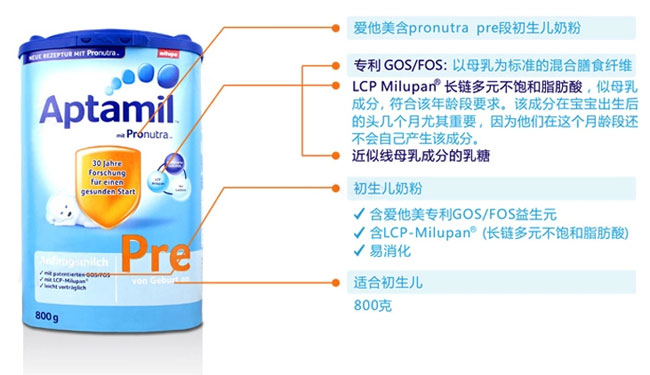 NEUE REZEPTUR MIT Pronutra
milupa
Aptamil
mit Pronutra
30 Jahre
Forschung
für einen
gesunden Start
Anfangsmilch
Pre
von Geburt an
mit patentierten GOS/FOS
mit LCP-Milupan®
leicht verträglich
800 g
爱他美含pronutra pre段初生儿奶粉
专利 GOS/FOS: 以母乳为标准的混合膳食纤维
LCP Milupan® 长链多元不饱和脂肪酸，似母乳
成分，符合该年龄段要求。该成分在宝宝出生后
的头几个月尤其重要，因为他们在这个月龄段还
不会自己产生该成分。
近似线母乳成分的乳糖
初生儿奶粉
✓ 含爱他美专利GOS/FOS益生元
✓ 含LCP-Milupan® (长链多元不饱和脂肪酸)
✓ 易消化
适合初生儿
800克